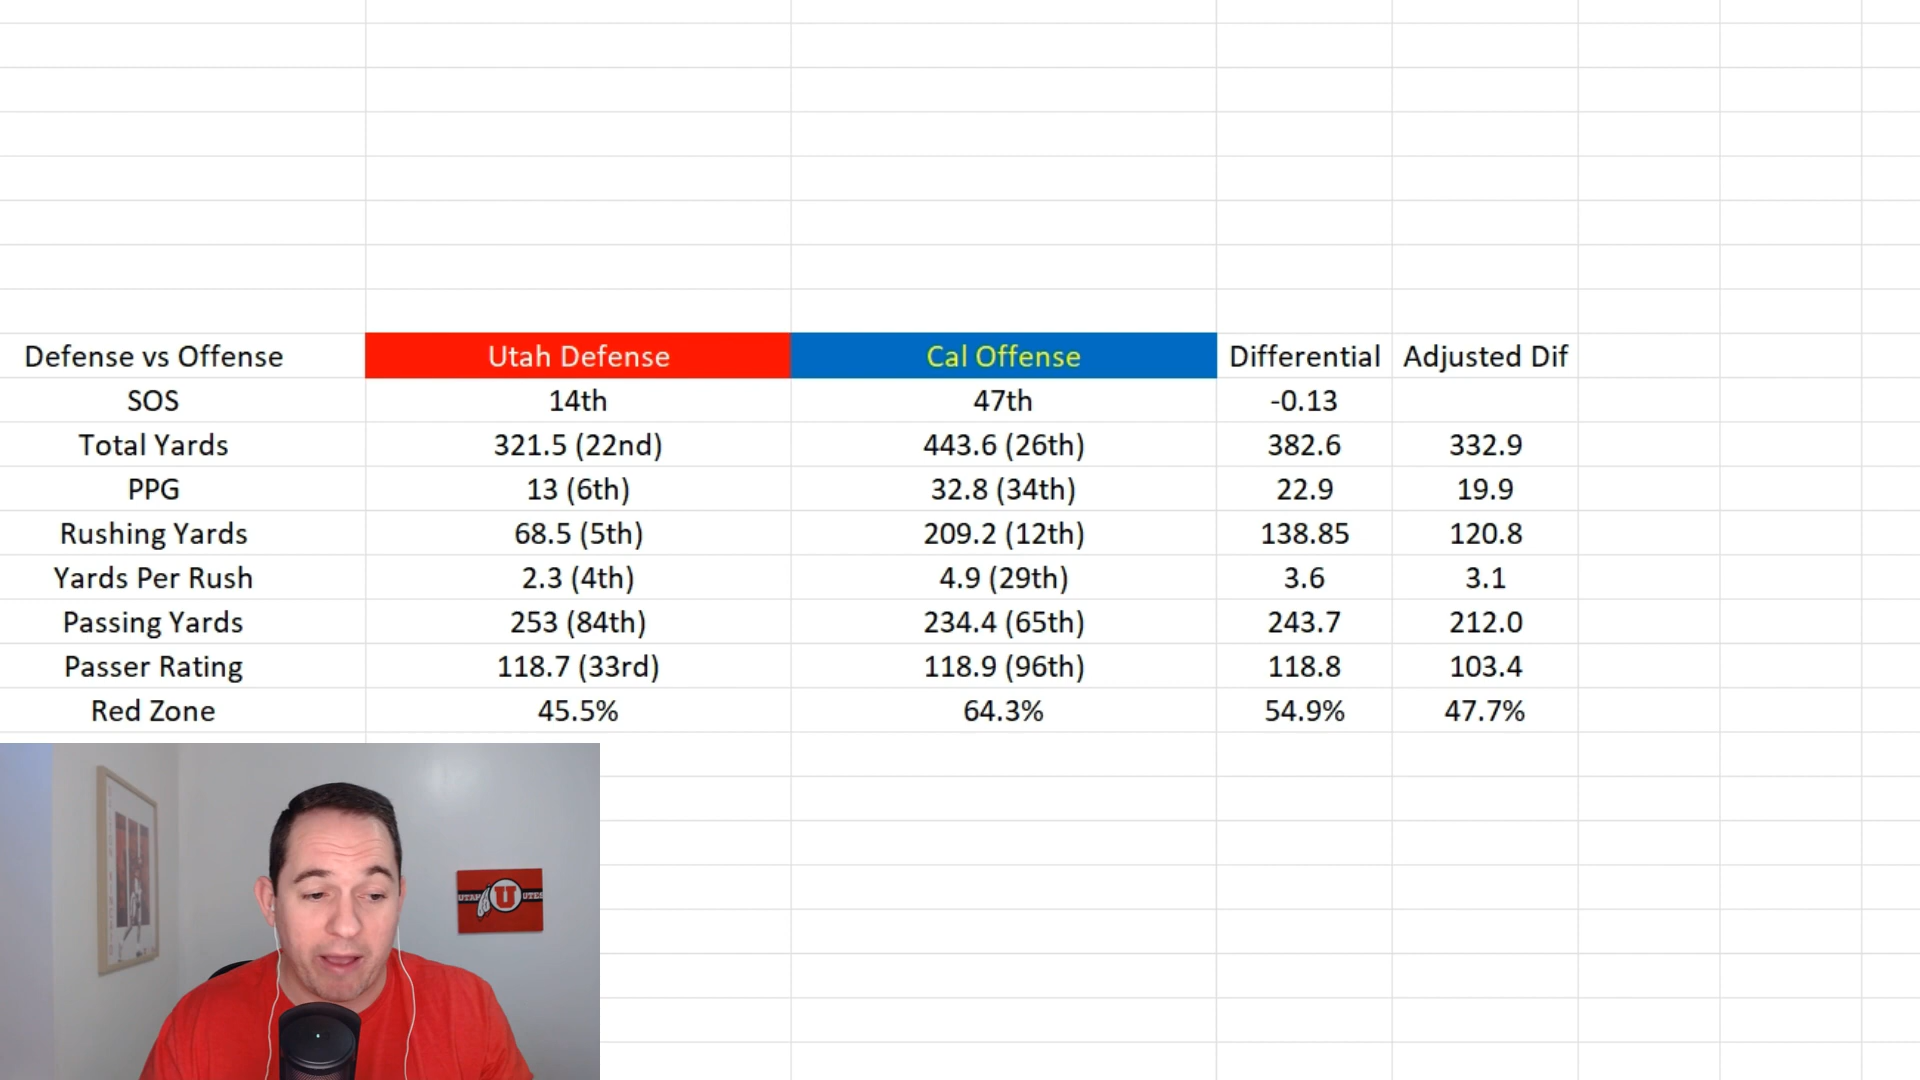 Defense vs Offense Utah Defense Cal Offense Differential Adjusted Dif
SOS 14th 47th -0.13
Total Yards 321.5 (22nd) 443.6 (26th) 382.6 332.9
PPG 13 (6th) 32.8 (34th) 22.9 19.9
Rushing Yards 68.5 (5th) 209.2 (12th) 138.85 120.8
Yards Per Rush 2.3 (4th) 4.9 (29th) 3.6 3.1
Passing Yards 253 (84th) 234.4 (65th) 243.7 212.0
Passer Rating 118.7 (33rd) 118.9 (96th) 118.8 103.4
Red Zone 45.5% 64.3% 54.9% 47.7%
UTAH U UTES